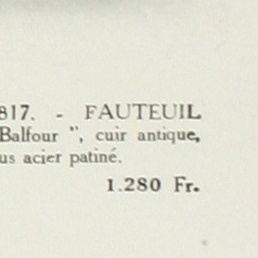 817. - FAUTEUIL
Balfour ", cuir antique,
us acier patiné.
1.280 Fr.